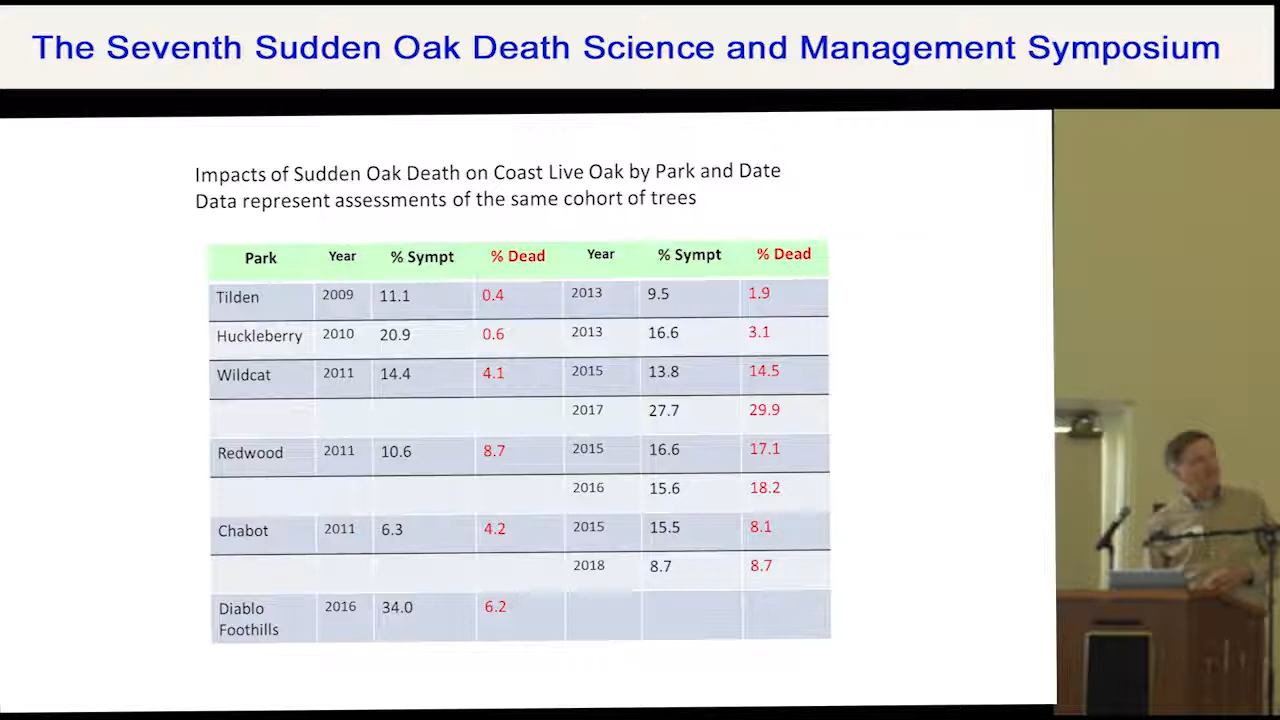 The Seventh Sudden Oak Death Science and Management Symposium
Impacts of Sudden Oak Death on Coast Live Oak by Park and Date
Data represent assessments of the same cohort of trees
Park Year % Sympt % Dead Year % Sympt % Dead
Tilden 2009 11.1 0.4 2013 9.5 1.9
Huckleberry 2010 20.9 0.6 2013 16.6 3.1
Wildcat 2011 14.4 4.1 2015 13.8 14.5
2017 27.7 29.9
Redwood 2011 10.6 8.7 2015 16.6 17.1
2016 15.6 18.2
Chabot 2011 6.3 4.2 2015 15.5 8.1
2018 8.7 8.7
Diablo 2016 34.0 6.2
Foothills